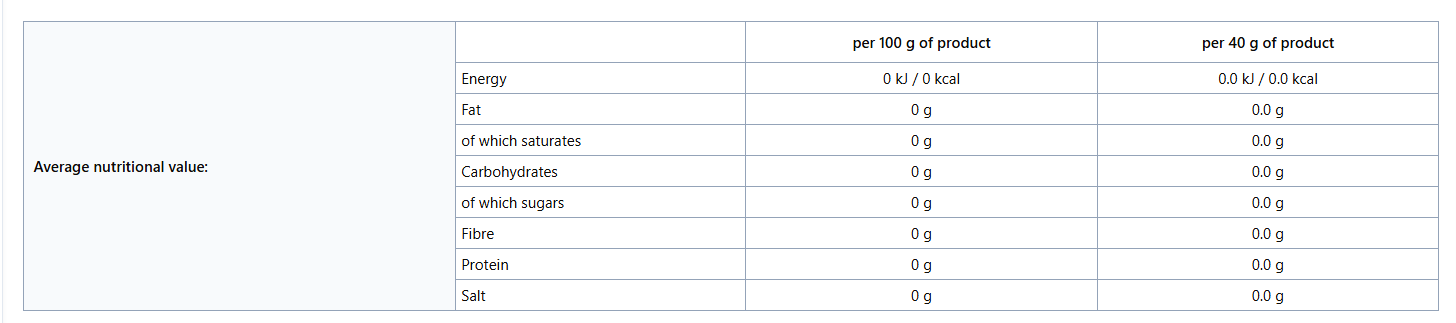 per 100 g of product per 40 g of product
Energy 0 kJ / 0 kcal 0.0 kJ / 0.0 kcal
Fat 0 g 0.0 g
of which saturates 0 g 0.0 g
Average nutritional value: Carbohydrates 0 g 0.0 g
of which sugars 0 g 0.0 g
Fibre 0 g 0.0 g
Protein 0 g 0.0 g
Salt 0 g 0.0 g